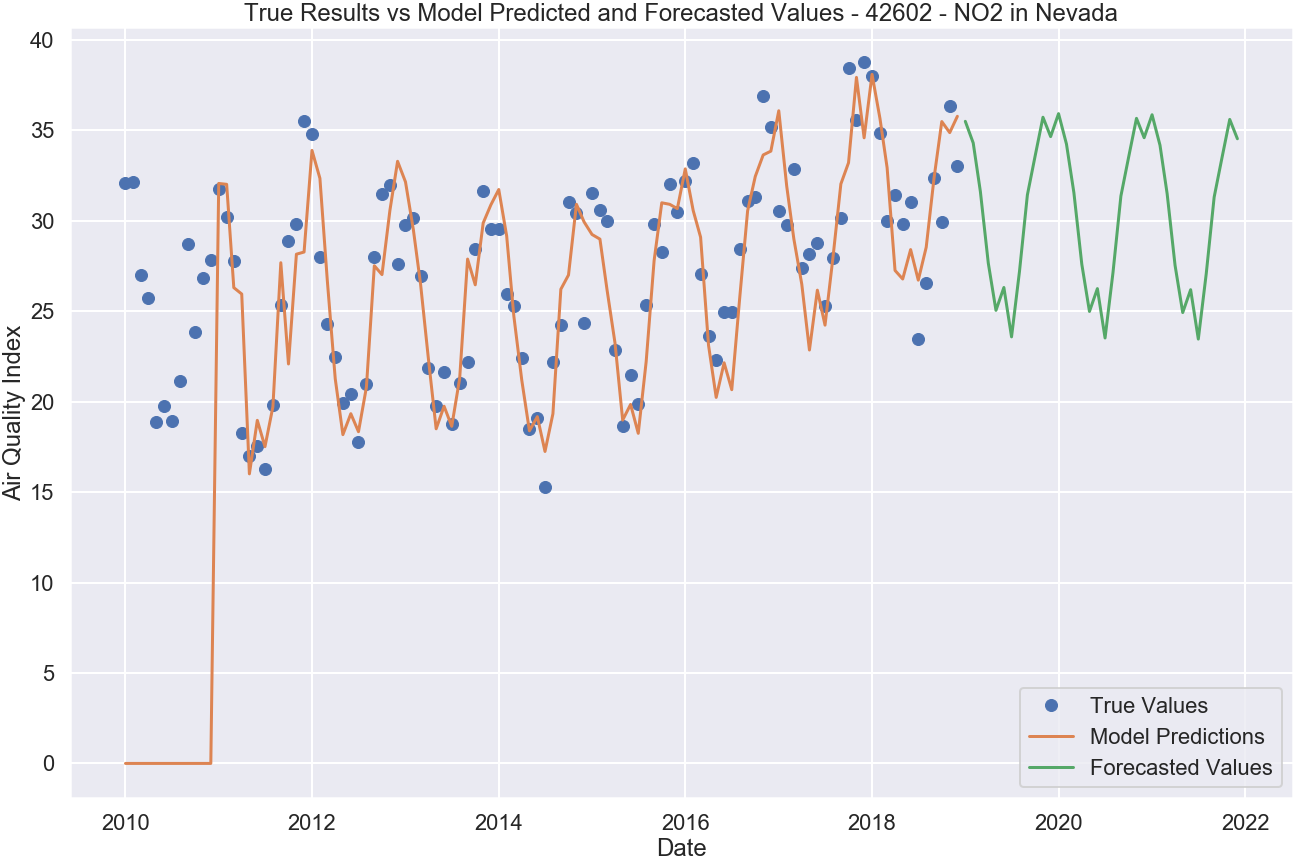 True Results vs Model Predicted and Forecasted Values - 42602 - NO2 in Nevada
40
35
30
25
20
15
10
5
0
Air Quality Index
2010 2012 2014 2016 2018 2020 2022
Date
True Values
Model Predictions
Forecasted Values